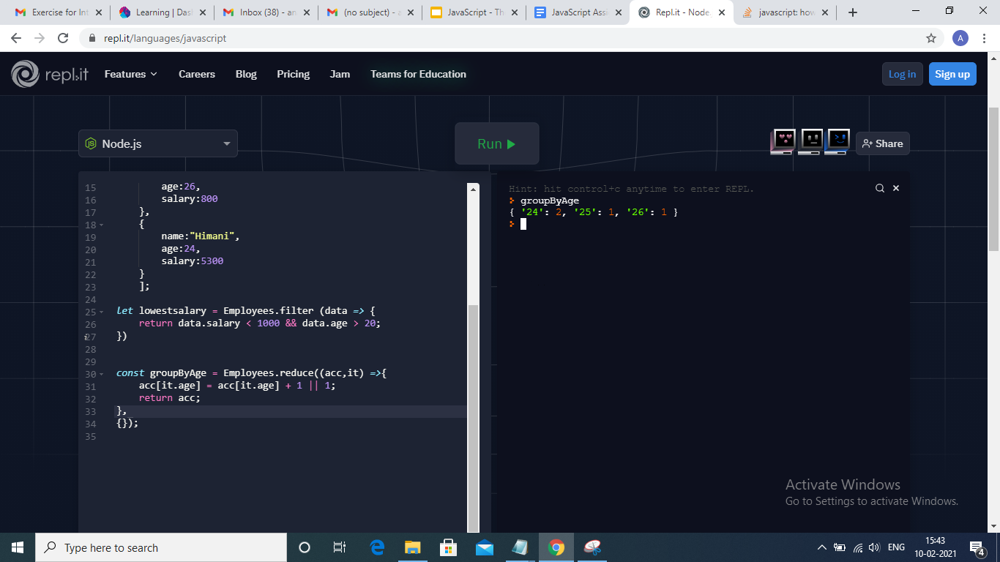 Exercise for Int
Learning | Das
Inbox (38) - an
(no subject) - a
JavaScript - Th
JavaScript Assi
Repl.it - Node.
javascript: how
repl.it/languages/javascript
A
repl.it
Features
Careers
Blog
Pricing
Jam
Teams for Education
Log in
Sign up
Node.js
Run
Share
15 age:26,
16 salary:800
17 },
18 {
19 name:"Himani",
20 age:24,
21 salary:5300
22 }
23 ];
24
25 let lowestsalary = Employees.filter (data => {
26 return data.salary < 1000 && data.age > 20;
27 })
28
29
30 const groupByAge = Employees.reduce((acc,it) =>{
31 acc[it.age] = acc[it.age] + 1 || 1;
32 return acc;
33 },
34 {});
35
Hint: hit control+c anytime to enter REPL.
groupByAge
{ '24': 2, '25': 1, '26': 1 }
Activate Windows
Go to Settings to activate Windows.
Type here to search
ENG
15:43
10-02-2021
4